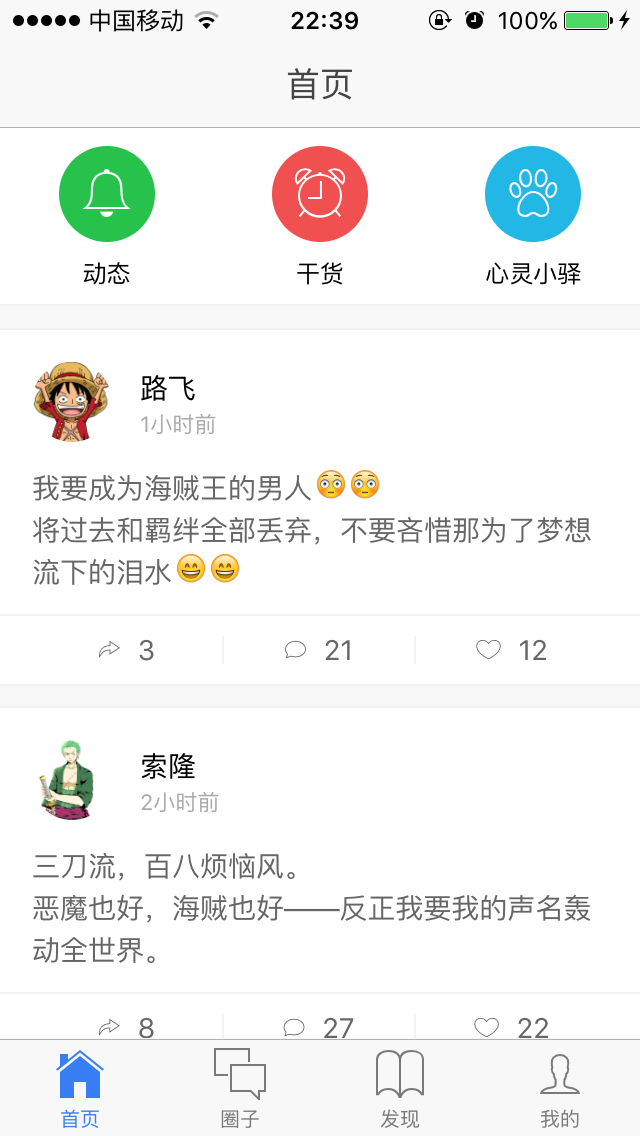 中国移动 22:39 100%
首页
动态 干货 心灵小驿
路飞
1小时前
我要成为海贼王的男人😳😳
将过去和羁绊全部丢弃，不要吝惜那为了梦想
流下的泪水😄😄
3 21 12
索隆
2小时前
三刀流，百八烦恼风。
恶魔也好，海贼也好——反正我要我的声名轰
动全世界。
8 27 22
首页 圈子 发现 我的